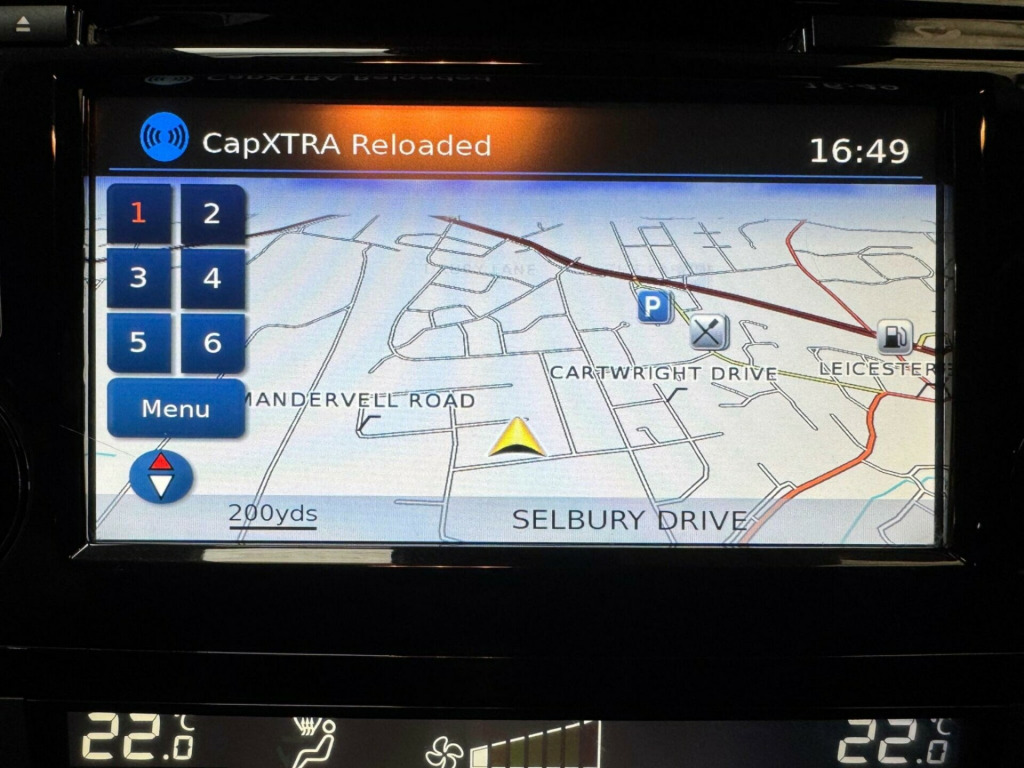 CapXTRA Reloaded
16:49
1 2
3 4
5 6
Menu
P
CARTWRIGHT DRIVE
LEICESTER
MANDERVELL ROAD
200yds
SELBURY DRIVE
22.0 °C
22.0 °C